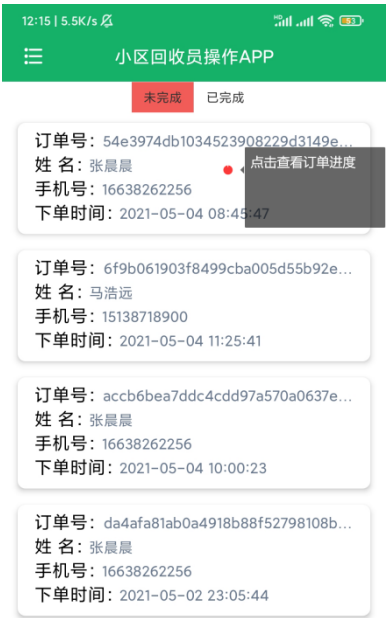 12:15 | 5.5K/s
HD 53
小区回收员操作APP
未完成 已完成
订单号：54e3974db1034523908229d3149e...
姓 名：张晨晨
点击查看订单进度
手机号：16638262256
下单时间：2021-05-04 08:45:47
订单号：6f9b061903f8499cba005d55b92e...
姓 名：马浩远
手机号：15138718900
下单时间：2021-05-04 11:25:41
订单号：accb6bea7ddc4cdd97a570a0637e...
姓 名：张晨晨
手机号：16638262256
下单时间：2021-05-04 10:00:23
订单号：da4afa81ab0a4918b88f52798108b...
姓 名：张晨晨
手机号：16638262256
下单时间：2021-05-02 23:05:44